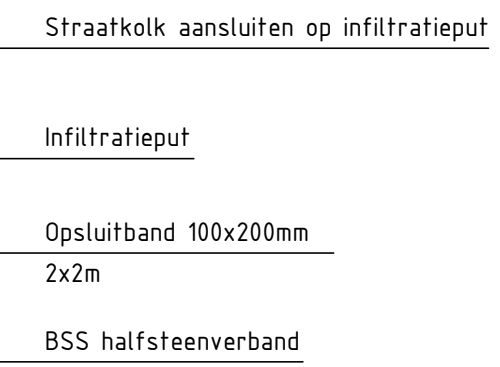 Straatkolk aansluiten op infiltratieput
Infiltratieput
Opsluitband 100x200mm
2x2m
BSS halfsteenverband